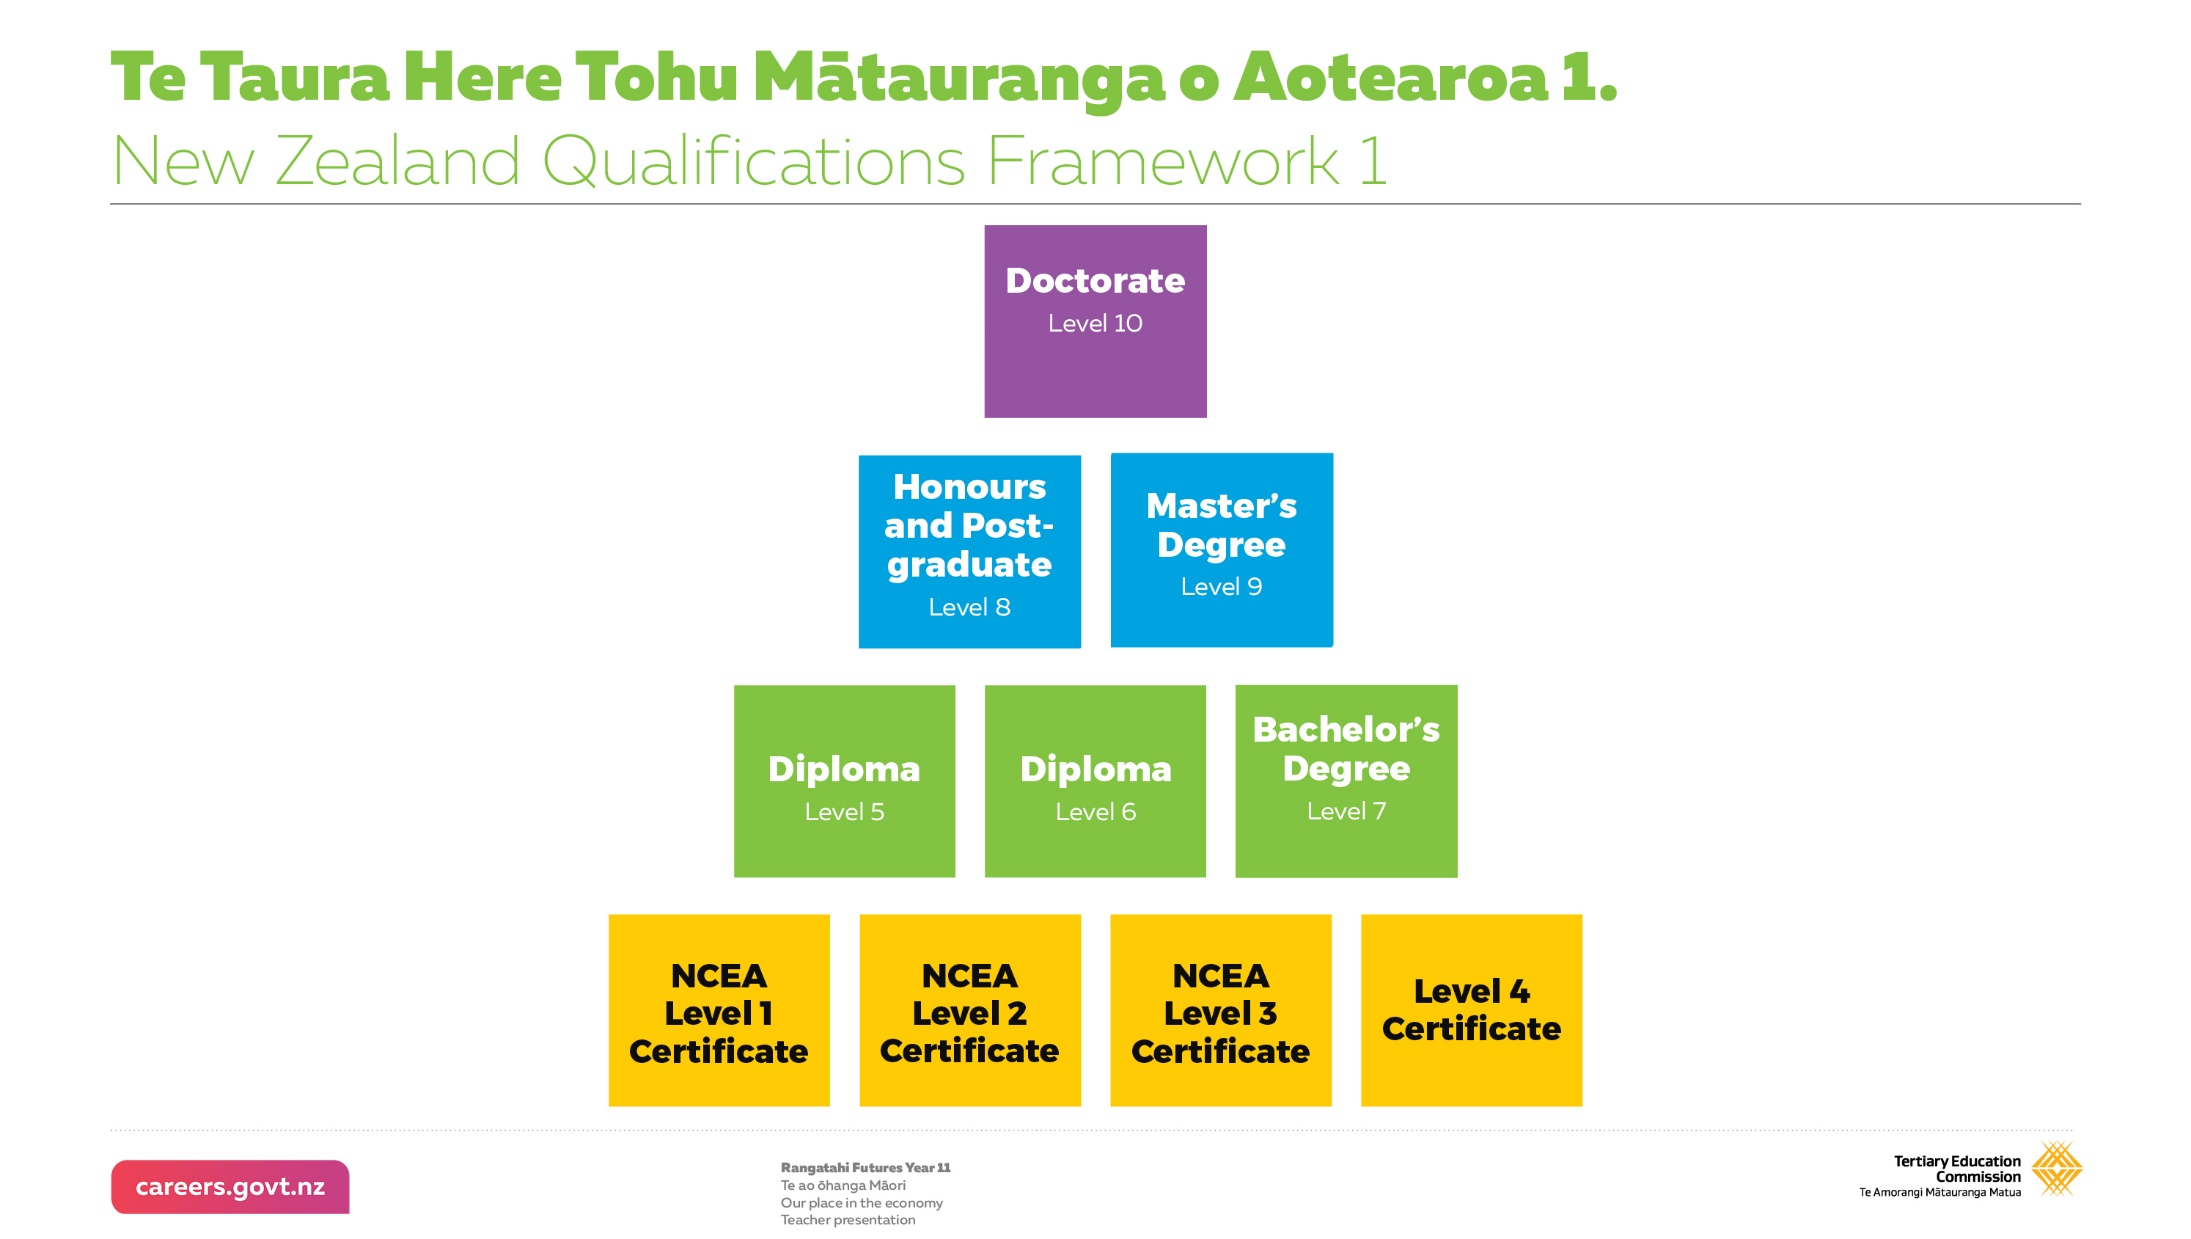 Te Taura Here Tohu Mātauranga o Aotearoa 1.
New Zealand Qualifications Framework 1
Doctorate
Level 10
Honours
and Post-
graduate
Level 8
Master’s
Degree
Level 9
Diploma
Level 5
Diploma
Level 6
Bachelor’s
Degree
Level 7
NCEA
Level 1
Certificate
NCEA
Level 2
Certificate
NCEA
Level 3
Certificate
Level 4
Certificate
careers.govt.nz
Rangatahi Futures Year 11
Te ao ōhanga Māori
Our place in the economy
Teacher presentation
Tertiary Education
Commission
Te Amorangi Mātauranga Matua